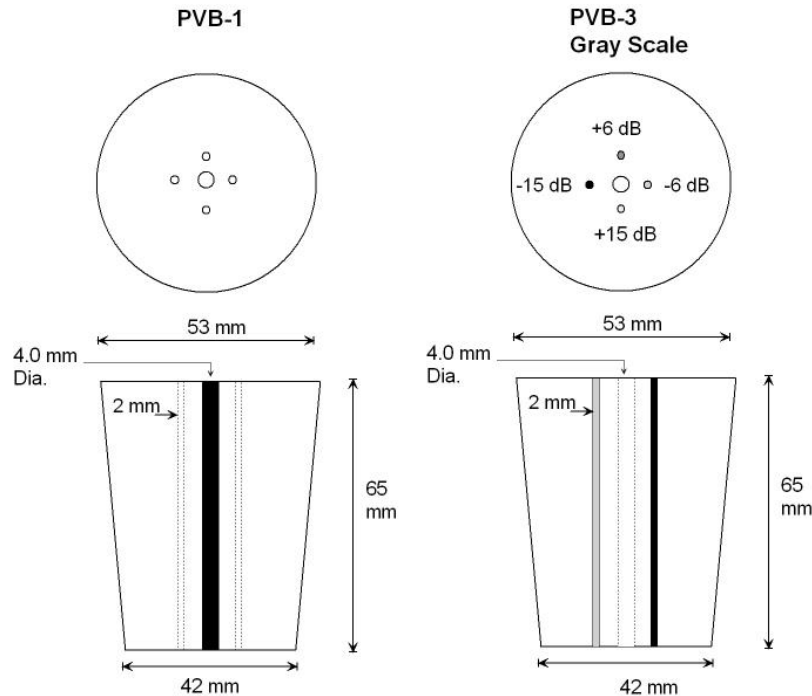 PVB-1
PVB-3
Gray Scale
+6 dB
-15 dB
-6 dB
+15 dB
53 mm
53 mm
4.0 mm
Dia.
4.0 mm
Dia.
2 mm
2 mm
65
mm
65
mm
42 mm
42 mm